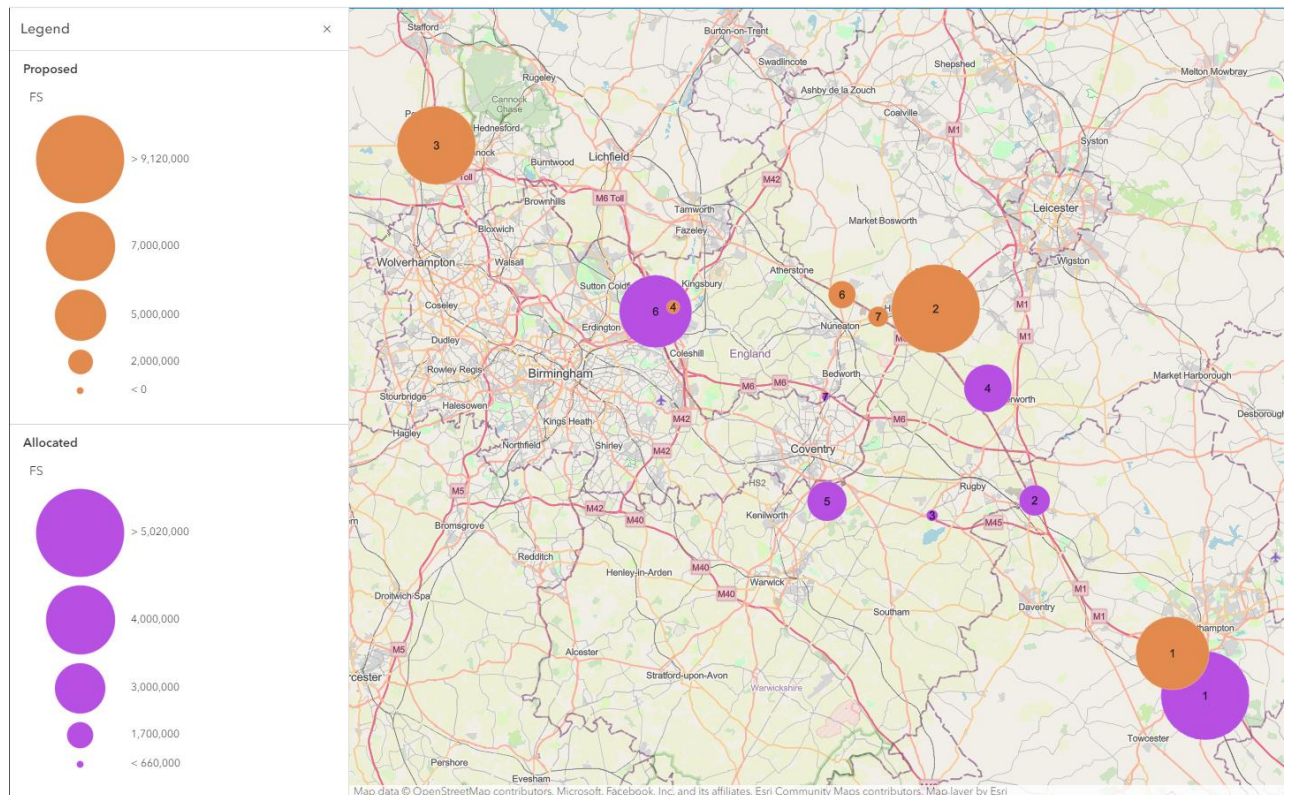 Legend ×
Proposed
FS
> 9,120,000
7,000,000
5,000,000
2,000,000
< 0
Allocated
FS
> 5,020,000
4,000,000
3,000,000
1,700,000
< 660,000
Stafford
Burton-on-Trent
Swadlincote
Shepshed
Melton Mowbray
Rugeley
Ashby de la Zouch
Cannock
Chase
Coalville
Hednesford
M1
Syston
3
Burntwood
Lichfield
Toll
M6 Toll
M42
Brownhills
Tamworth
Leicester
Fazeley
Market Bosworth
Bloxwich
Wolverhampton
Walsall
Wigston
Atherstone
Kingsbury
Sutton Coldf
6
Coseley
6 4
7
2
M1
Erdington
Nuneaton
Dudley
M1
Coleshill
England
Rowley Regis
Birmingham
Bedworth
Market Harborough
M6 M6
4
Stourbridge
Halesowen
7
erworth
Desborough
M42
M6
Kings Heath
Hagley
Northfield
Shirley
M42
Coventry
HS2
Rugby
M5
5
2
Kenilworth
3
M45
M42
M40
Bromsgrove
Redditch
Henley-in-Arden
M40
Warwick
M1
Droitwich Spa
M40
Daventry
Southam
M1
thampton
M5
Alcester
1
Stratford-upon-Avon
rcester
Warwickshire
1
Towcester
Pershore
Evesham
Map data © OpenStreetMap contributors, Microsoft, Facebook, Inc. and its affiliates, Esri Community Maps contributors, Map layer by Esri